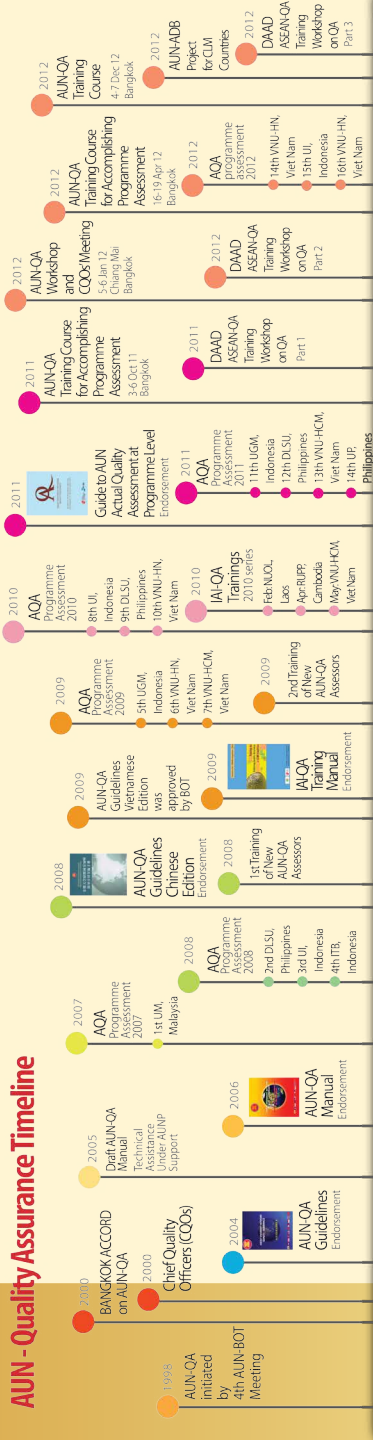 AUN - Quality Assurance Timeline
1998
AUN-QA
initiated
by
4th AUN-BOT
Meeting
2000
BANGKOK ACCORD
on AUN-QA
2000
Chief Quality
Officers (CQOs)
2004
AUN-QA
Guidelines
Endorsement
2005
Draft AUN-QA
Manual
Technical
Assistance
Under AUNP
Support
2006
AUN-QA
Manual
Endorsement
2007
AQA
Programme
Assessment
2007
1st UM,
Malaysia
2008
AQA
Programme
Assessment
2008
2nd DLSU,
Philippines
3rd UI,
Indonesia
4th ITB,
Indonesia
2008
AUN-QA
Guidelines
Chinese
Edition
Endorsement
2008
1st Training
of New
AUN-QA
Assessors
2009
AUN-QA
Guidelines
Vietnamese
Edition
was
approved
by BOT
2009
IAI-QA
Training
Manual
Endorsement
2009
AQA
Programme
Assessment
2009
5th UGM,
Indonesia
6th VNU-HN,
Viet Nam
7th VNU-HCM,
Viet Nam
2009
2nd Training
of New
AUN-QA
Assessors
2010
AQA
Programme
Assessment
2010
8th UI,
Indonesia
9th DLSU,
Philippines
10th VNU-HN,
Viet Nam
2010
IAI-QA
Trainings
2010 series
Feb: NUOL,
Laos
Apr: RUPP,
Cambodia
May: VNU-HCM,
Viet Nam
2011
Guide to AUN
Actual Quality
Assessment at
Programme Level
Endorsement
2011
AQA
Programme
Assessment
2011
11th UGM,
Indonesia
12th DLSU,
Philippines
13th VNU-HCM,
Viet Nam
14th UP,
Philippines
2011
AUN-QA
Training Course
for Accomplishing
Programme
Assessment
3-6 Oct 11
Bangkok
2011
DAAD
ASEAN-QA
Training
Workshop
on QA
Part 1
2012
AUN-QA
Workshop
and
CQOs' Meeting
5-6 Jan 12
Chiang Mai
Bangkok
2012
DAAD
ASEAN-QA
Training
Workshop
on QA
Part 2
2012
AUN-QA
Training Course
for Accomplishing
Programme
Assessment
16-19 Apr 12
Bangkok
2012
AQA
programme
assessment
2012
14th VNU-HN,
Viet Nam
15th UI,
Indonesia
16th VNU-HN,
Viet Nam
2012
AUN-QA
Training
Course
4-7 Dec 12
Bangkok
2012
AUN-ADB
Project
for CLM
Countries
2012
DAAD
ASEAN-QA
Training
Workshop
on QA
Part 3